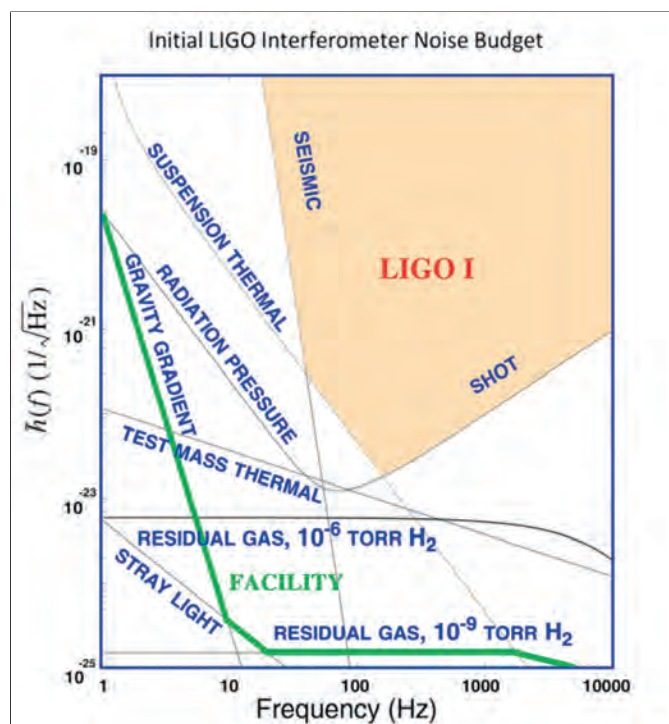 Initial LIGO Interferometer Noise Budget
10-19
10-21
10-23
10-25
h̃(f) (1/√Hz)
SUSPENSION THERMAL
SEISMIC
LIGO I
GRAVITY GRADIENT
RADIATION PRESSURE
SHOT
TEST MASS THERMAL
RESIDUAL GAS, 10-6 TORR H2
STRAY LIGHT
FACILITY
RESIDUAL GAS, 10-9 TORR H2
1
10
100
1000
10000
Frequency (Hz)